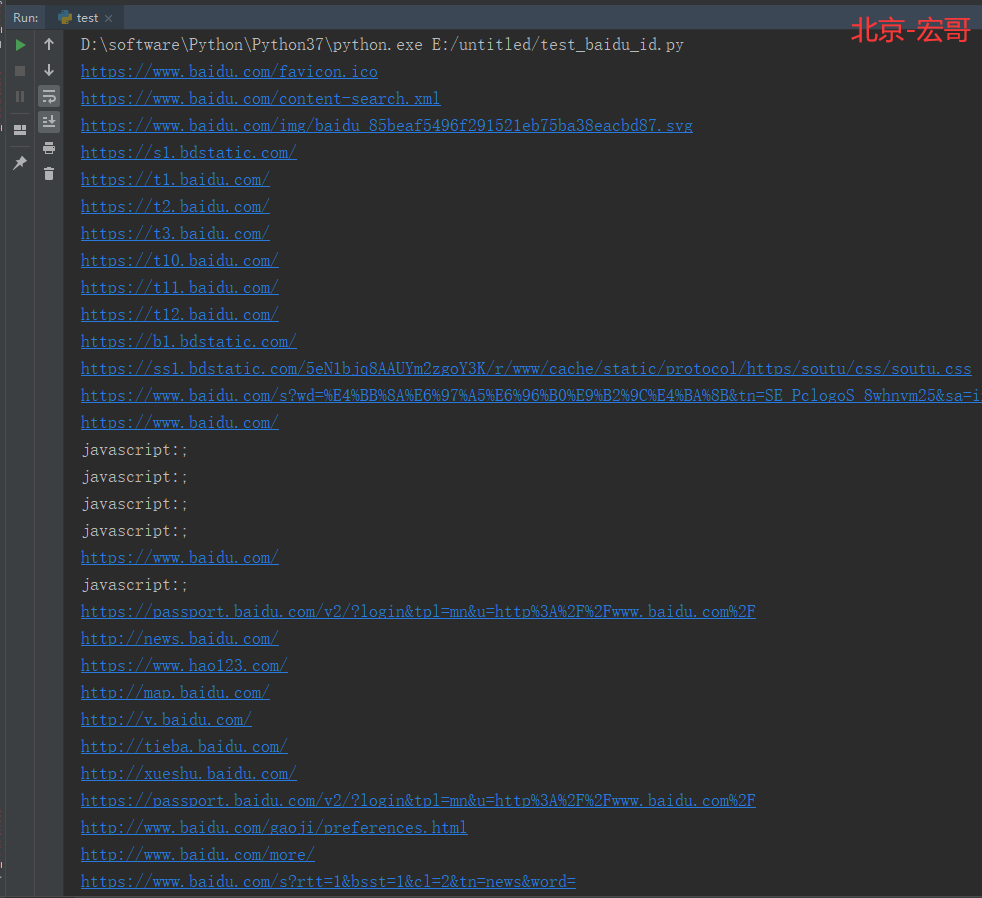 Run: test
北京-宏哥
D:\software\Python\Python37\python.exe E:/untitled/test_baidu_id.py
https://www.baidu.com/favicon.ico
https://www.baidu.com/content-search.xml
https://www.baidu.com/img/baidu_85beaf5496f291521eb75ba38eacbd87.svg
https://s1.bdstatic.com/
https://t1.baidu.com/
https://t2.baidu.com/
https://t3.baidu.com/
https://t10.baidu.com/
https://t11.baidu.com/
https://t12.baidu.com/
https://b1.bdstatic.com/
https://ss1.bdstatic.com/5eN1bjq8AAUYm2zgoY3K/r/www/cache/static/protocol/https/soutu/css/soutu.css
https://www.baidu.com/s?wd=%E4%BB%8A%E6%97%A5%E6%96%B0%E9%B2%9C%E4%BA%8B&tn=SE_PclogoS_8whnvm25&sa=i
https://www.baidu.com/
javascript:;
javascript:;
javascript:;
javascript:;
https://www.baidu.com/
javascript:;
https://passport.baidu.com/v2/?login&tpl=mn&u=http%3A%2F%2Fwww.baidu.com%2F
http://news.baidu.com/
https://www.hao123.com/
http://map.baidu.com/
http://v.baidu.com/
http://tieba.baidu.com/
http://xueshu.baidu.com/
https://passport.baidu.com/v2/?login&tpl=mn&u=http%3A%2F%2Fwww.baidu.com%2F
http://www.baidu.com/gaoji/preferences.html
http://www.baidu.com/more/
https://www.baidu.com/s?rtt=1&bsst=1&cl=2&tn=news&word=